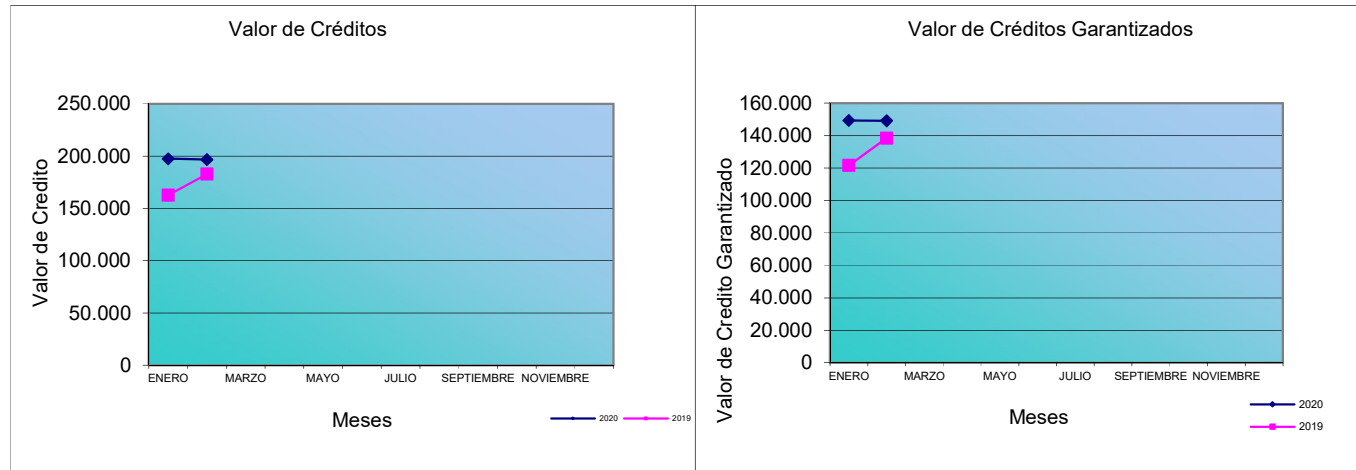 Valor de Créditos
Valor de Credito
250.000
200.000
150.000
100.000
50.000
0
ENERO MARZO MAYO JULIO SEPTIEMBRE NOVIEMBRE
Meses
2020 2019
Valor de Créditos Garantizados
Valor de Credito Garantizado
160.000
140.000
120.000
100.000
80.000
60.000
40.000
20.000
0
ENERO MARZO MAYO JULIO SEPTIEMBRE NOVIEMBRE
Meses
2020
2019